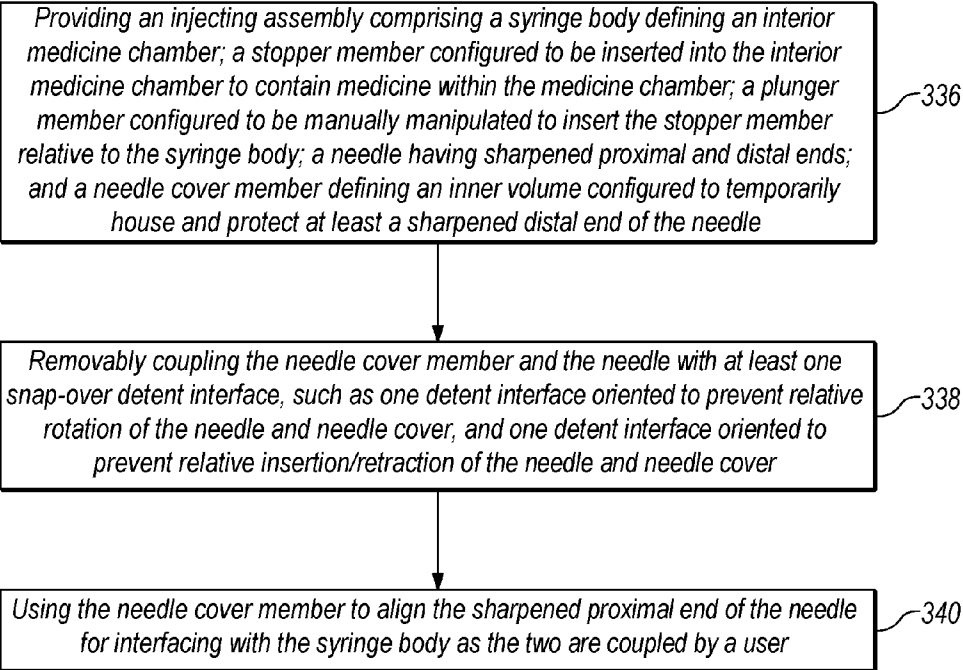 Providing an injecting assembly comprising a syringe body defining an interior
medicine chamber; a stopper member configured to be inserted into the interior
medicine chamber to contain medicine within the medicine chamber; a plunger
member configured to be manually manipulated to insert the stopper member
relative to the syringe body; a needle having sharpened proximal and distal ends;
and a needle cover member defining an inner volume configured to temporarily
house and protect at least a sharpened distal end of the needle
336
Removably coupling the needle cover member and the needle with at least one
snap-over detent interface, such as one detent interface oriented to prevent relative
rotation of the needle and needle cover, and one detent interface oriented to
prevent relative insertion/retraction of the needle and needle cover
338
Using the needle cover member to align the sharpened proximal end of the needle
for interfacing with the syringe body as the two are coupled by a user
340